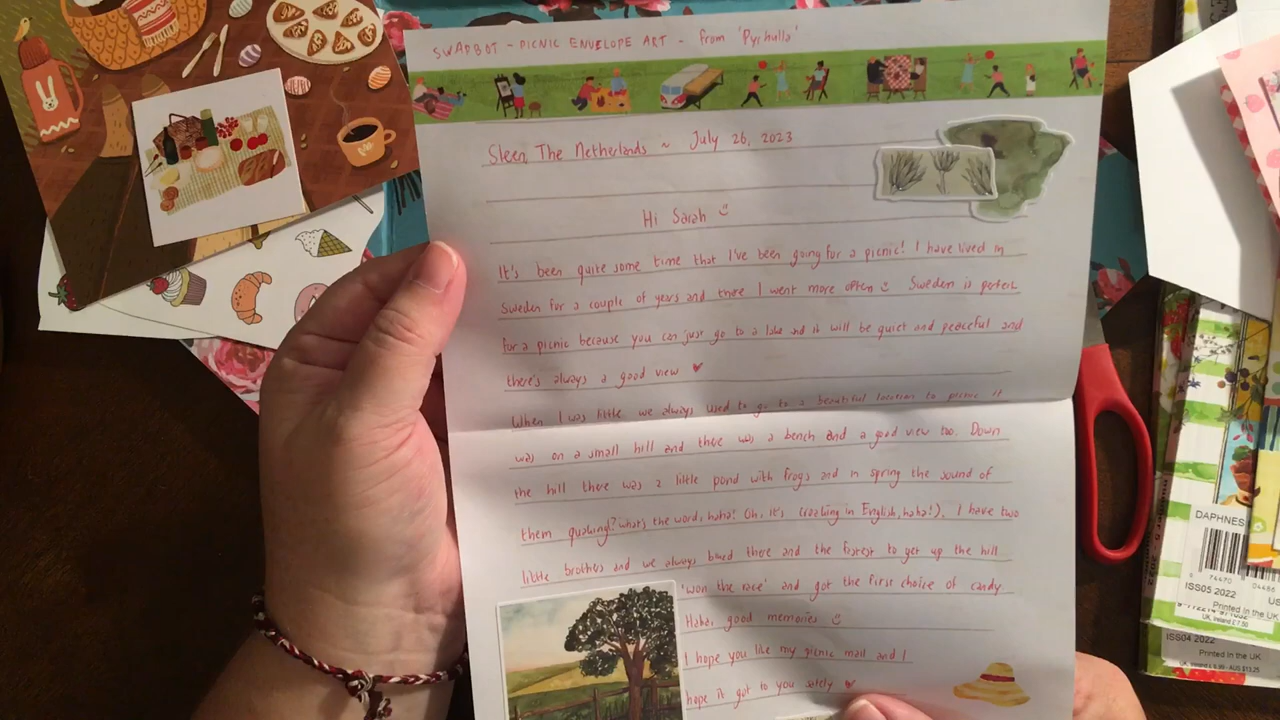 SWAPBOT - PICNIC ENVELOPE ART - from 'Pyrhulla'
Sleen, The Netherlands ~ July 26, 2023
Hi Sarah
It's been quite some time that I've been going for a picnic! I have lived in
Sweden for a couple of years and there I went more often Sweden is perfect
for a picnic because you can just go to a lake and it will be quiet and peaceful and
there's always a good view
When I was little we always used to go to a beautiful location to picnic it
was on a small hill and there was a bench and a good view too. Down
the hill there was a little pond with frogs and in spring the sound of
them quaking? what's the word, haha! Oh, it's croaking in English, haha!). I have two
little brothers and we always biked there and the fastest to get up the hill
'won the race' and got the first choice of candy.
Haha, good memories
I hope you like my picnic mail and I
hope it got to you safely
DAPHNE'S
ISS05 2022
Printed in the UK
ISS04 2022
Printed in the UK